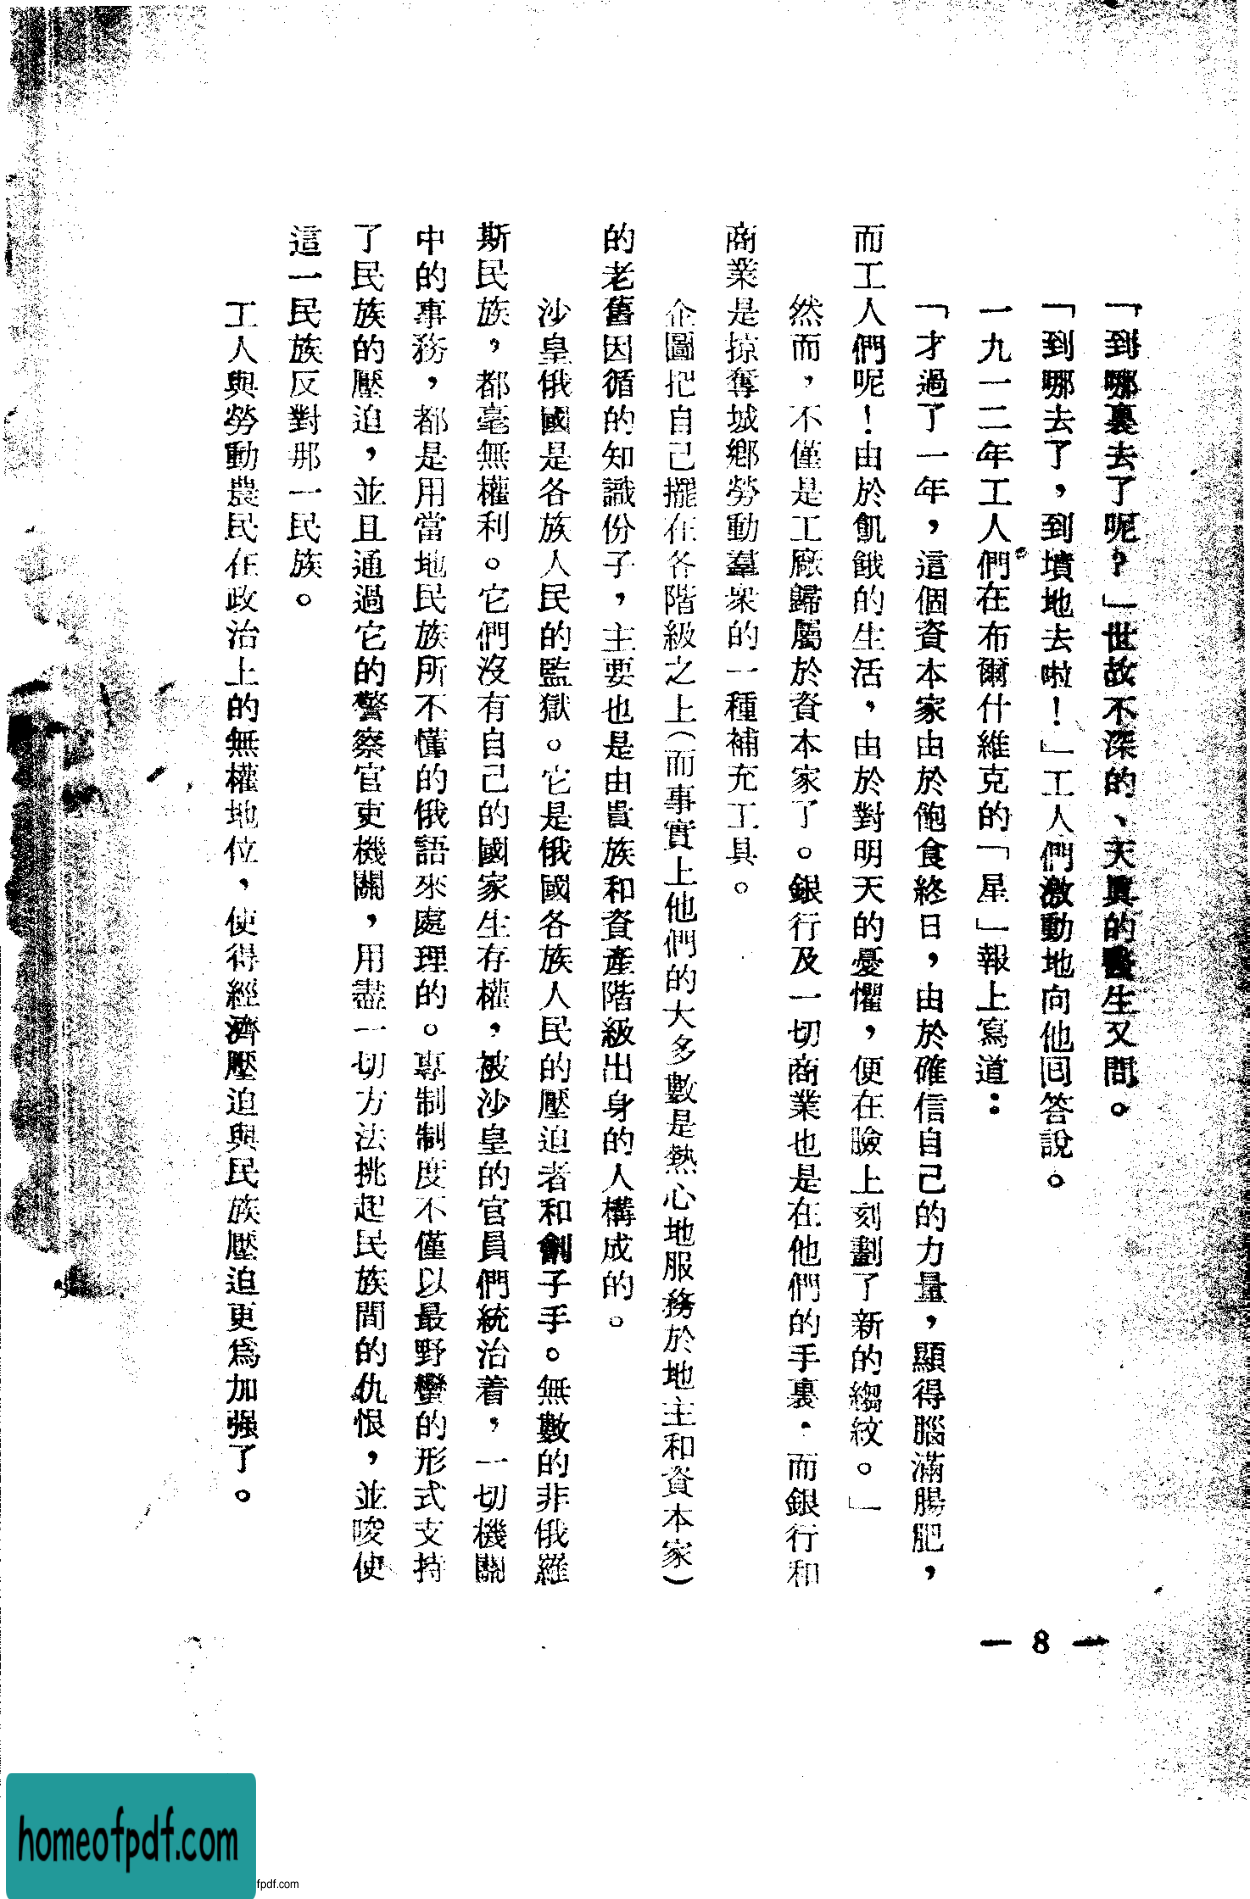 「到哪裏去了呢？」世故不深的、天眞的醫生又問。
「到哪去了，到墳地去啦！」工人們激動地向他回答說。
一九一二年工人們在布爾什維克的「星」報上寫道：
「才過了一年，這個資本家由於飽食終日，由於確信自己的力量，顯得腦滿腸肥，
而工人們呢！由於飢餓的生活，由於對明天的憂懼，便在臉上刻劃了新的縐紋。」
然而，不僅是工厰歸屬於資本家了。銀行及一切商業也是在他們的手裏．而銀行和
商業是掠奪城鄉勞動羣衆的一種補充工具。
企圖把自己擺在各階級之上（而事實上他們的大多數是熱心地服務於地主和資本家）
的老舊因循的知識份子，主要也是由貴族和資產階級出身的人構成的。
沙皇俄國是各族人民的監獄。它是俄國各族人民的壓迫者和劊子手。無數的非俄羅
斯民族，都毫無權利。它們沒有自己的國家生存權，被沙皇的官員們統治着，一切機關
中的事務，都是用當地民族所不懂的俄語來處理的。專制制度不僅以最野蠻的形式支持
了民族的壓迫，並且通過它的警察官吏機關，用盡一切方法挑起民族間的仇恨，並唆使
這一民族反對那一民族。
工人與勞動農民在政治上的無權地位，使得經濟壓迫與民族壓迫更爲加强了。
— 8 —
homeofpdf.com
fpdf.com